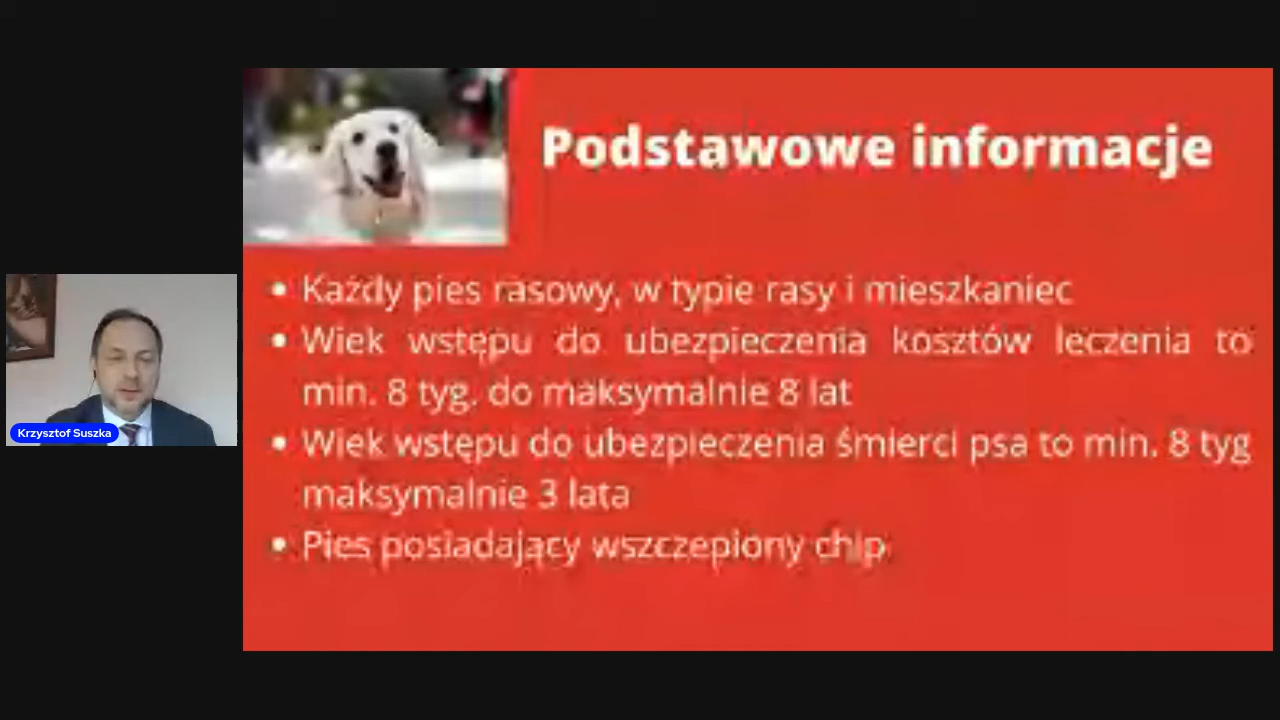 Podstawowe informacje
• Każdy pies rasowy, w typie rasy i mieszkaniec
• Wiek wstępu do ubezpieczenia kosztów leczenia to
min. 8 tyg. do maksymalnie 8 lat
• Wiek wstępu do ubezpieczenia śmierci psa to min. 8 tyg
maksymalnie 3 lata
• Pies posiadający wszczepiony chip
Krzysztof Suszka